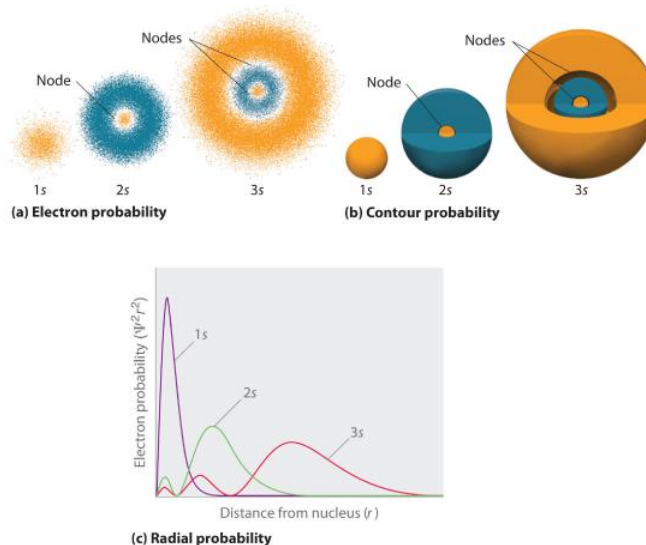 Nodes
Node
1s
2s
3s
(a) Electron probability
Nodes
Node
1s
2s
3s
(b) Contour probability
Electron probability (Ψ²r²)
1s
2s
3s
Distance from nucleus (r)
(c) Radial probability